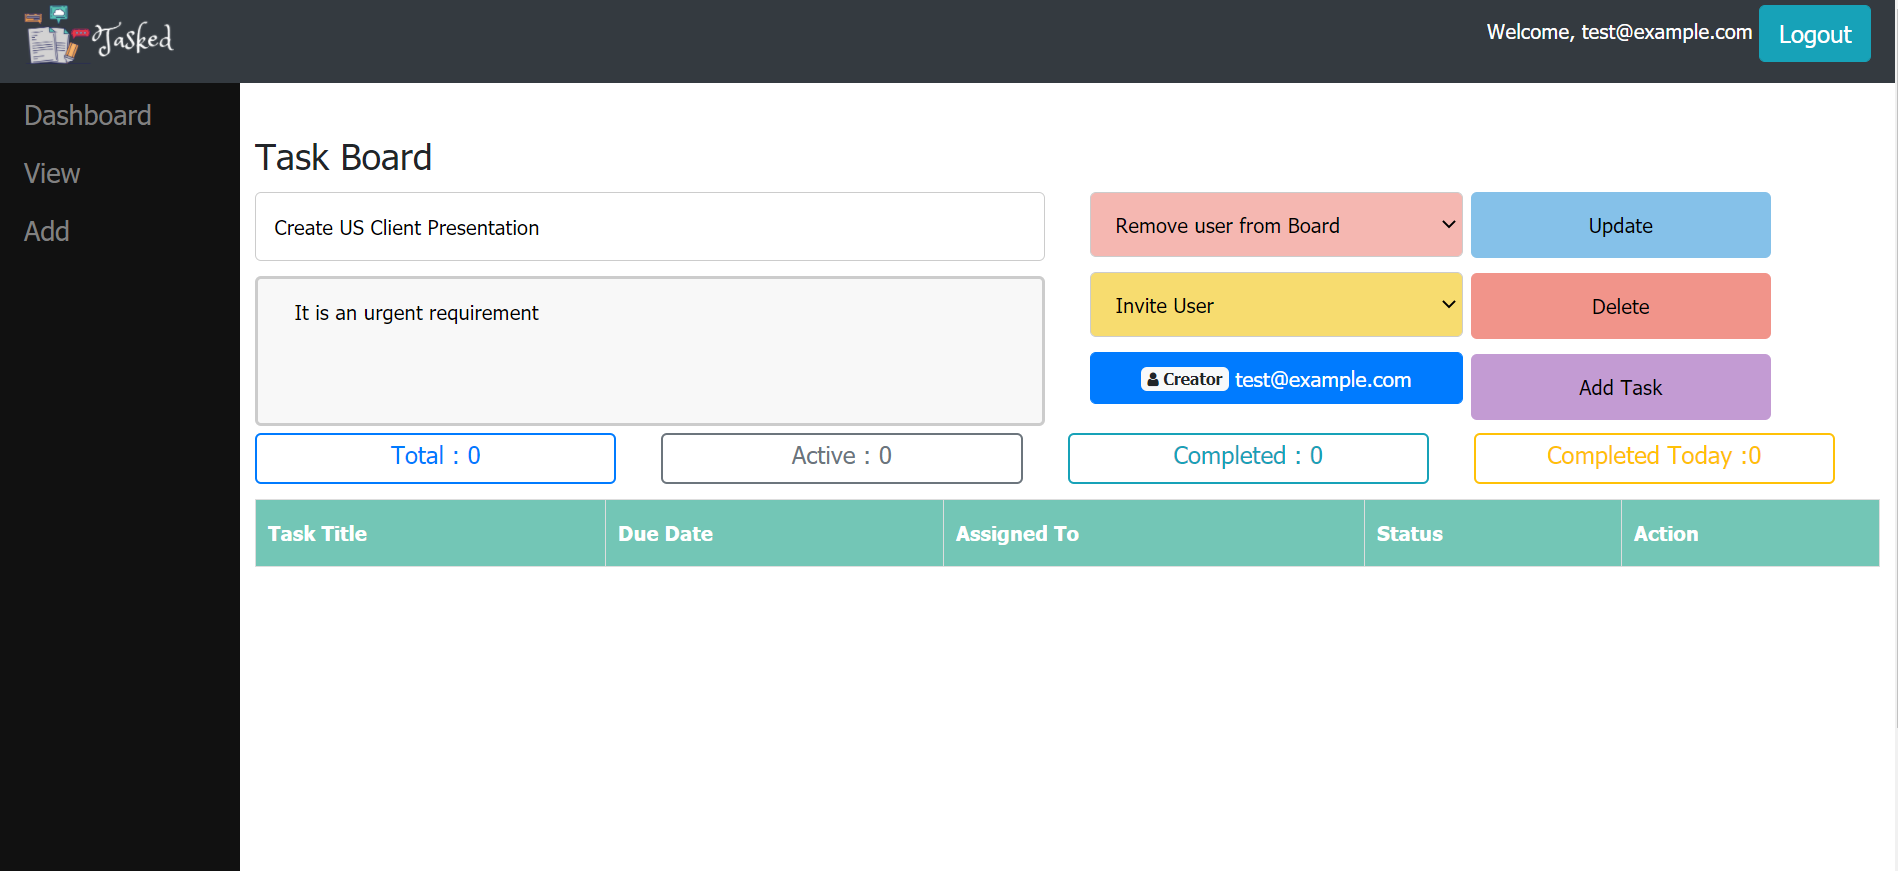 Tasked
Welcome, test@example.com
Logout
Dashboard
View
Add
Task Board
Create US Client Presentation
It is an urgent requirement
Remove user from Board
Update
Invite User
Delete
Creator test@example.com
Add Task
Total : 0
Active : 0
Completed : 0
Completed Today :0
Task Title
Due Date
Assigned To
Status
Action